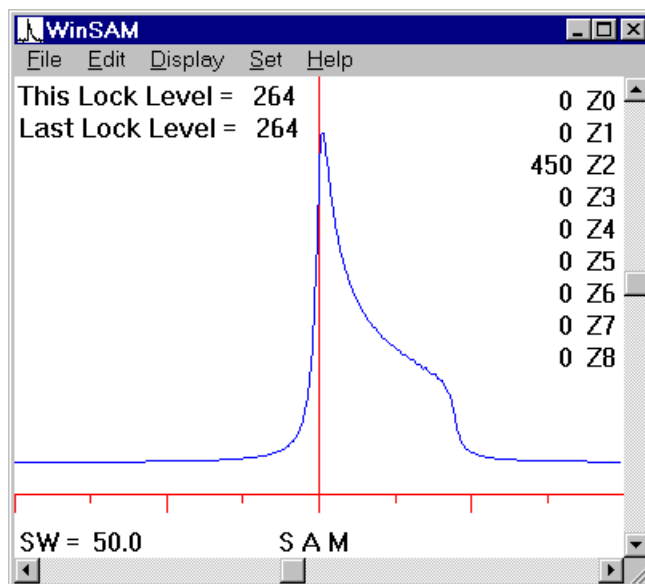 WinSAM
File Edit Display Set Help
This Lock Level = 264
Last Lock Level = 264
0 Z0
0 Z1
450 Z2
0 Z3
0 Z4
0 Z5
0 Z6
0 Z7
0 Z8
SW = 50.0 S A M